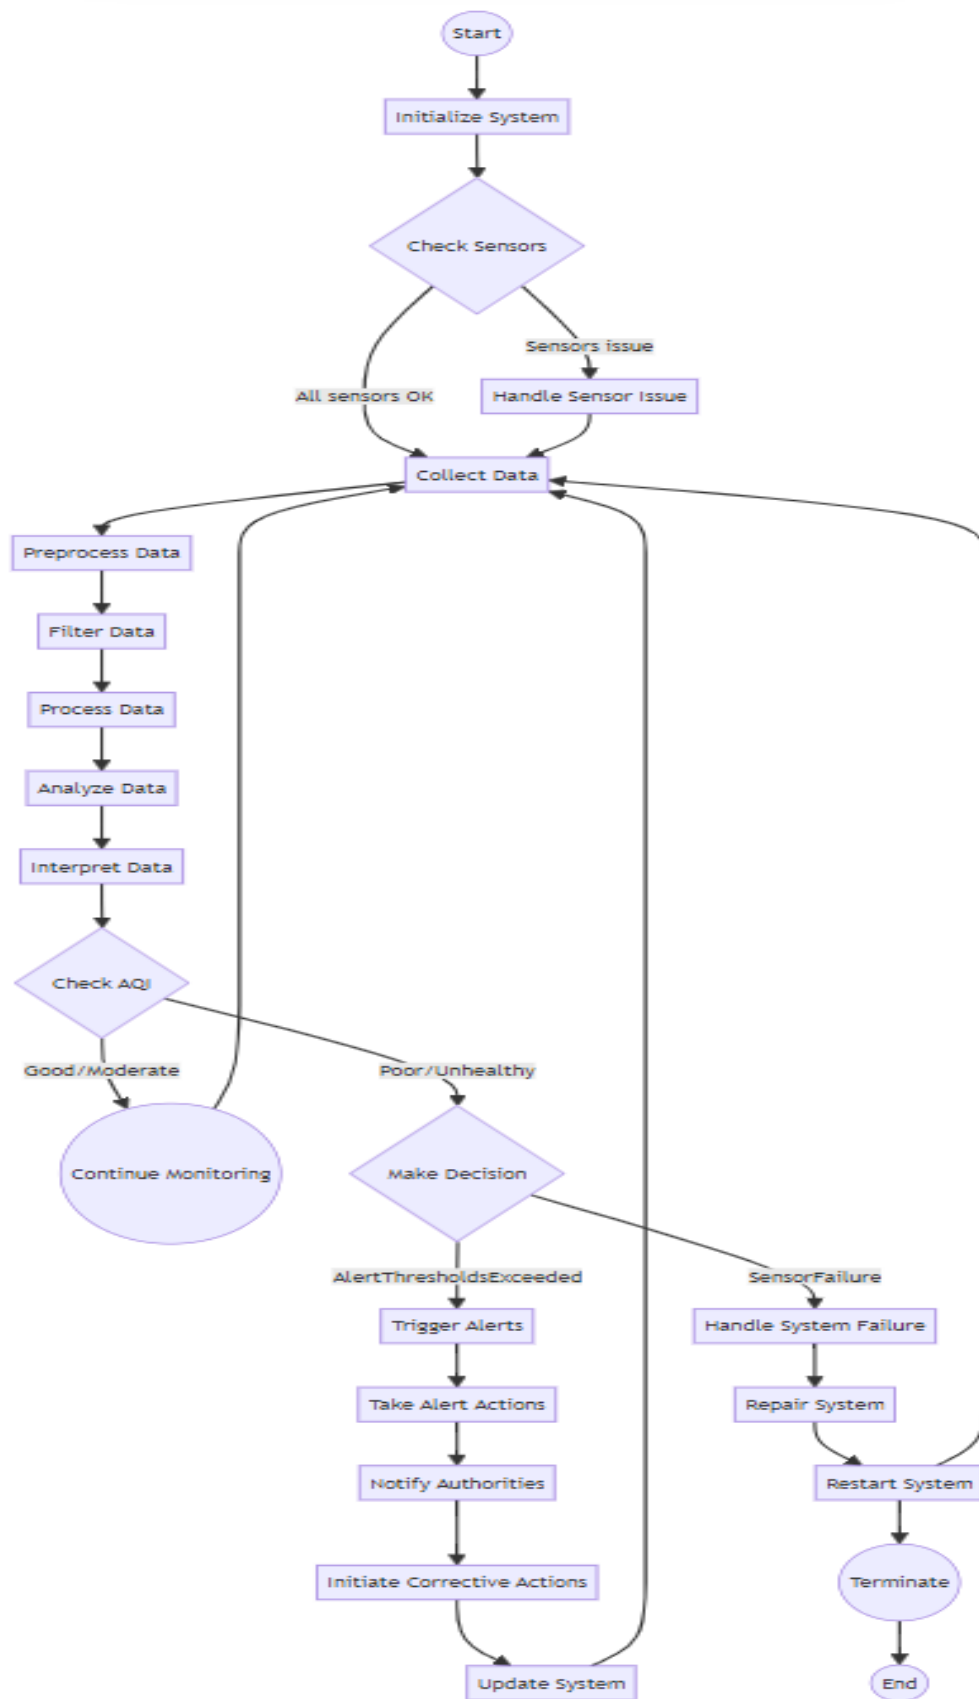 Start
Initialize System
Check Sensors
Sensors issue
All sensors OK
Handle Sensor Issue
Collect Data
Preprocess Data
Filter Data
Process Data
Analyze Data
Interpret Data
Check AQI
Good/Moderate
Poor/Unhealthy
Continue Monitoring
Make Decision
AlertThresholdsExceeded
SensorFailure
Trigger Alerts
Handle System Failure
Take Alert Actions
Repair System
Notify Authorities
Restart System
Initiate Corrective Actions
Terminate
Update System
End